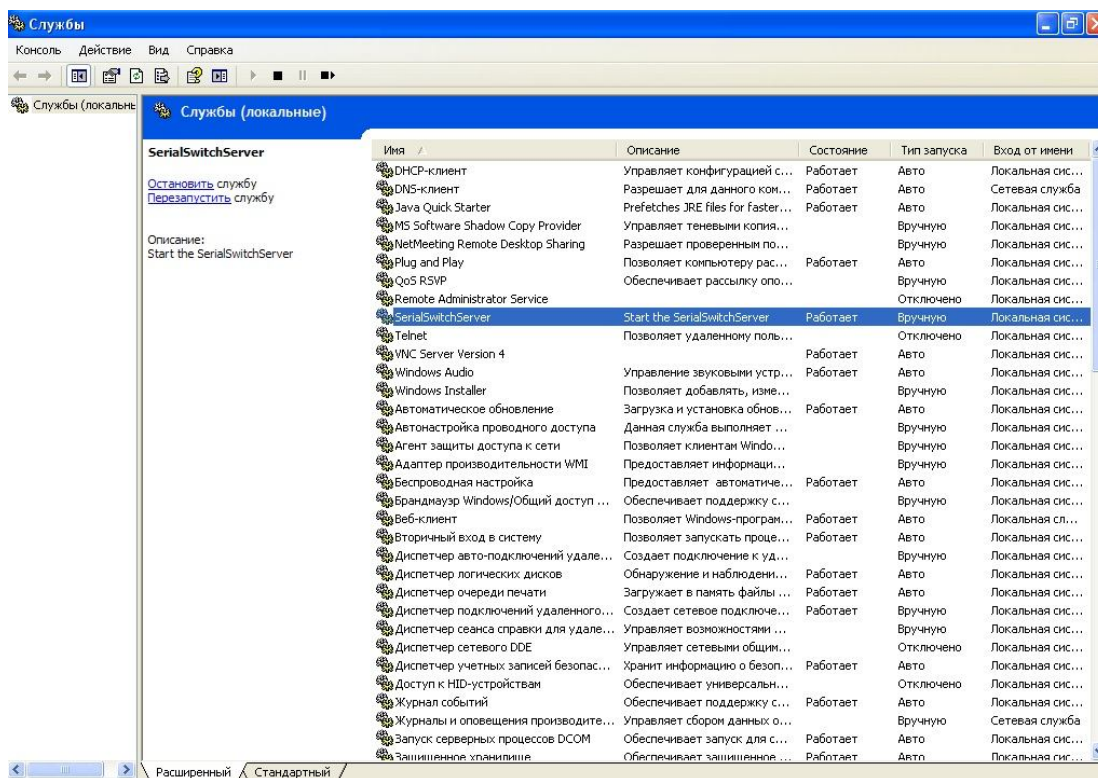 Службы
Консоль Действие Вид Справка
Службы (локальнь
Службы (локальные)
SerialSwitchServer
Остановить службу
Перезапустить службу
Описание:
Start the SerialSwitchServer
Имя Описание Состояние Тип запуска Вход от имени
DHCP-клиент Управляет конфигурацией с... Работает Авто Локальная сис...
DNS-клиент Разрешает для данного ком... Работает Авто Сетевая служба
Java Quick Starter Prefetches JRE files for faster... Работает Авто Локальная сис...
MS Software Shadow Copy Provider Управляет теневыми копия... Вручную Локальная сис...
NetMeeting Remote Desktop Sharing Разрешает проверенным по... Вручную Локальная сис...
Plug and Play Позволяет компьютеру рас... Работает Авто Локальная сис...
QoS RSVP Обеспечивает рассылку опо... Вручную Локальная сис...
Remote Administrator Service Отключено Локальная сис...
SerialSwitchServer Start the SerialSwitchServer Работает Вручную Локальная сис...
Telnet Позволяет удаленному поль... Отключено Локальная сис...
VNC Server Version 4 Работает Авто Локальная сис...
Windows Audio Управление звуковыми устр... Работает Авто Локальная сис...
Windows Installer Позволяет добавлять, изме... Вручную Локальная сис...
Автоматическое обновление Загрузка и установка обнов... Работает Авто Локальная сис...
Автонастройка проводного доступа Данная служба выполняет ... Вручную Локальная сис...
Агент защиты доступа к сети Позволяет клиентам Windo... Вручную Локальная сис...
Адаптер производительности WMI Предоставляет информаци... Вручную Локальная сис...
Беспроводная настройка Предоставляет автоматиче... Работает Авто Локальная сис...
Брандмауэр Windows/Общий доступ ... Обеспечивает поддержку с... Вручную Локальная сис...
Веб-клиент Позволяет Windows-програм... Работает Авто Локальная сл...
Вторичный вход в систему Позволяет запускать проце... Работает Авто Локальная сис...
Диспетчер авто-подключений удале... Создает подключение к уд... Вручную Локальная сис...
Диспетчер логических дисков Обнаружение и наблюдени... Работает Авто Локальная сис...
Диспетчер очереди печати Загружает в память файлы ... Работает Авто Локальная сис...
Диспетчер подключений удаленного... Создает сетевое подключе... Работает Вручную Локальная сис...
Диспетчер сеанса справки для удале... Управляет возможностями ... Вручную Локальная сис...
Диспетчер сетевого DDE Управляет сетевыми общим... Отключено Локальная сис...
Диспетчер учетных записей безопас... Хранит информацию о безоп... Работает Авто Локальная сис...
Доступ к HID-устройствам Обеспечивает универсальн... Отключено Локальная сис...
Журнал событий Обеспечивает поддержку с... Работает Авто Локальная сис...
Журналы и оповещения производите... Управляет сбором данных о... Вручную Сетевая служба
Запуск серверных процессов DCOM Обеспечивает запуск для с... Работает Авто Локальная сис...
Защищенное хранилище Обеспечивает защищенное ... Работает Авто Локальная сис...
Расширенный Стандартный